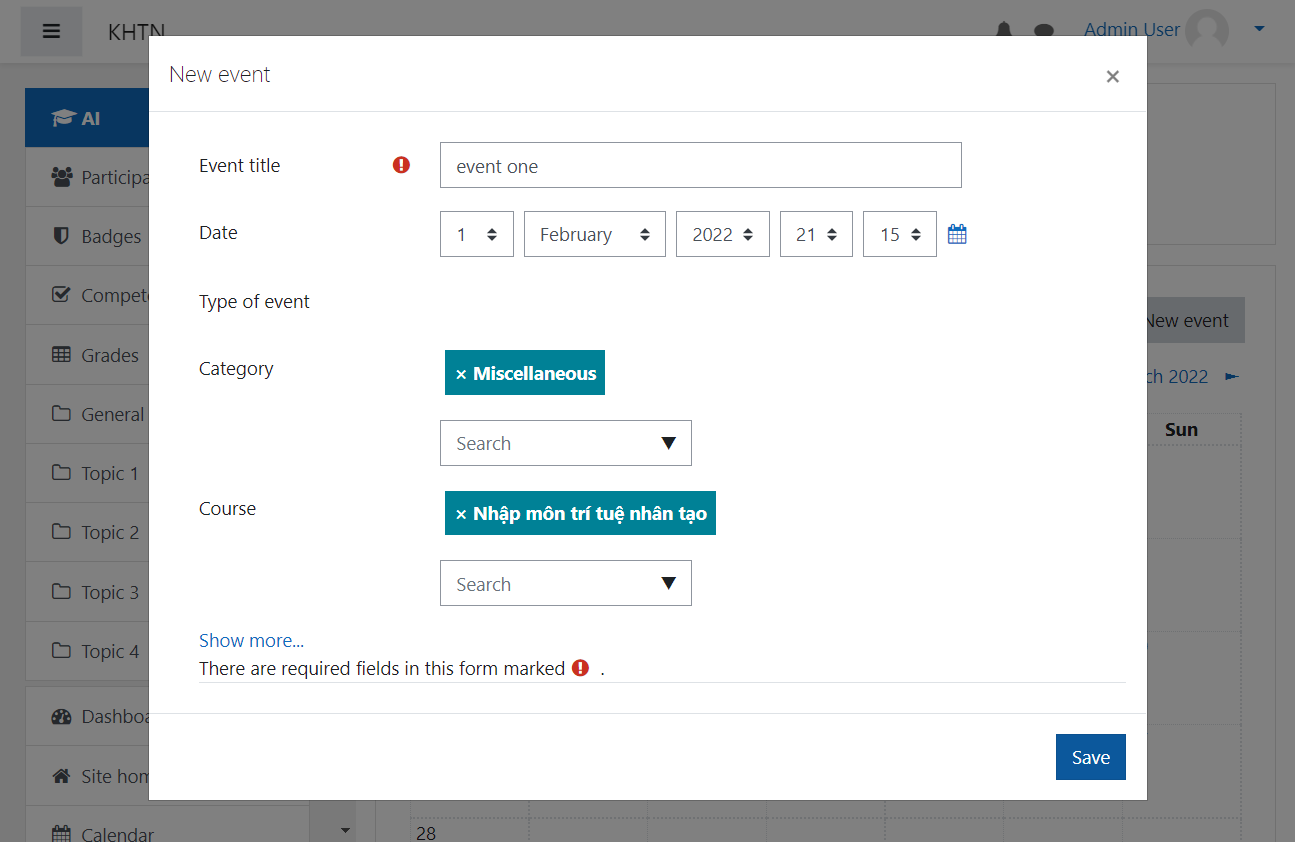 KHTN
Admin User
New event
×
AI
Event title
event one
Participa
Date
1 February 2022 21 15
Badges
Type of event
Compet
New event
Grades
Category
× Miscellaneous
ch 2022
General
Search
Sun
Topic 1
Course
× Nhập môn trí tuệ nhân tạo
Topic 2
Search
Topic 3
Show more...
Topic 4
There are required fields in this form marked .
Dashboa
Save
Site hom
Calendar
28